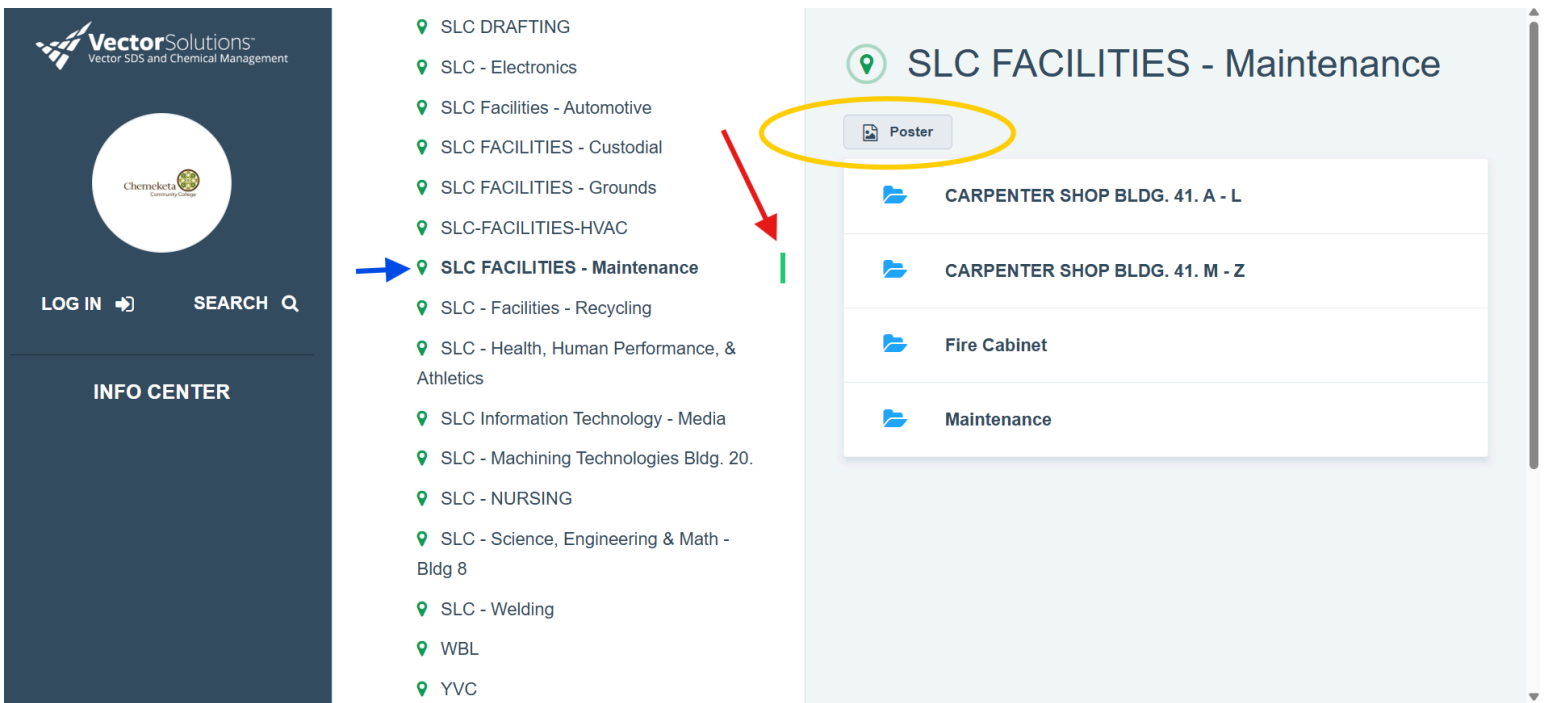 VectorSolutions™
Vector SDS and Chemical Management
Chemeketa
Community College
LOG IN
SEARCH
INFO CENTER
SLC DRAFTING
SLC - Electronics
SLC Facilities - Automotive
SLC FACILITIES - Custodial
SLC FACILITIES - Grounds
SLC-FACILITIES-HVAC
SLC FACILITIES - Maintenance
SLC - Facilities - Recycling
SLC - Health, Human Performance, &
Athletics
SLC Information Technology - Media
SLC - Machining Technologies Bldg. 20.
SLC - NURSING
SLC - Science, Engineering & Math -
Bldg 8
SLC - Welding
WBL
YVC
SLC FACILITIES - Maintenance
Poster
CARPENTER SHOP BLDG. 41. A - L
CARPENTER SHOP BLDG. 41. M - Z
Fire Cabinet
Maintenance